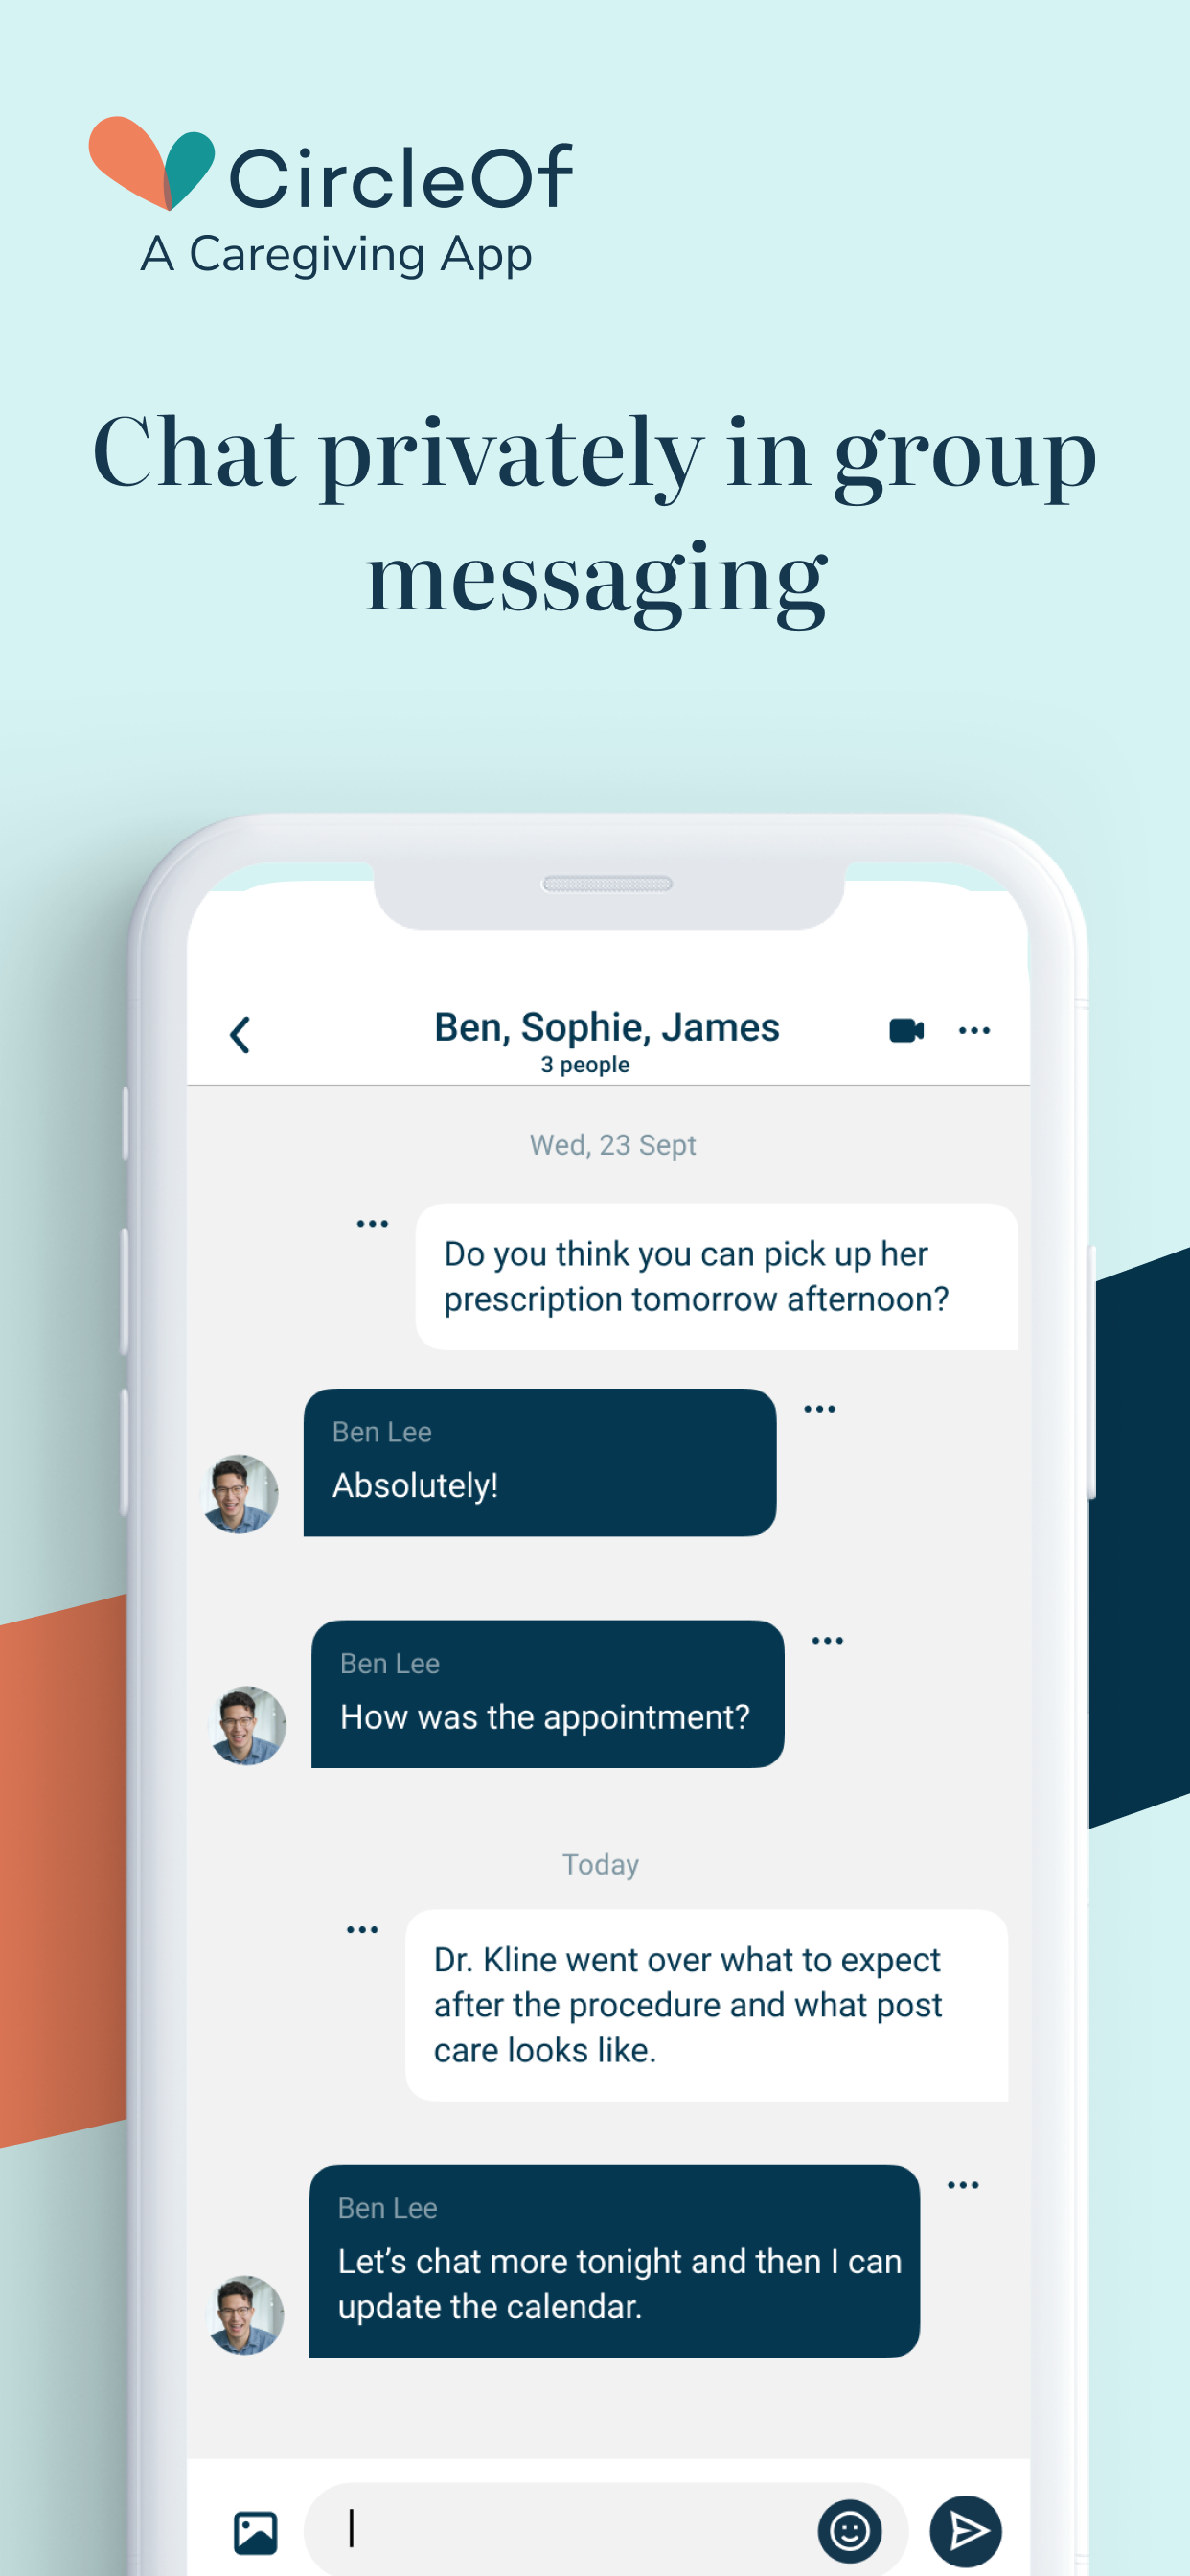 CircleOf
A Caregiving App
Chat privately in group
messaging
Ben, Sophie, James
3 people
Wed, 23 Sept
Do you think you can pick up her
prescription tomorrow afternoon?
Ben Lee
Absolutely!
Ben Lee
How was the appointment?
Today
Dr. Kline went over what to expect
after the procedure and what post
care looks like.
Ben Lee
Let’s chat more tonight and then I can
update the calendar.